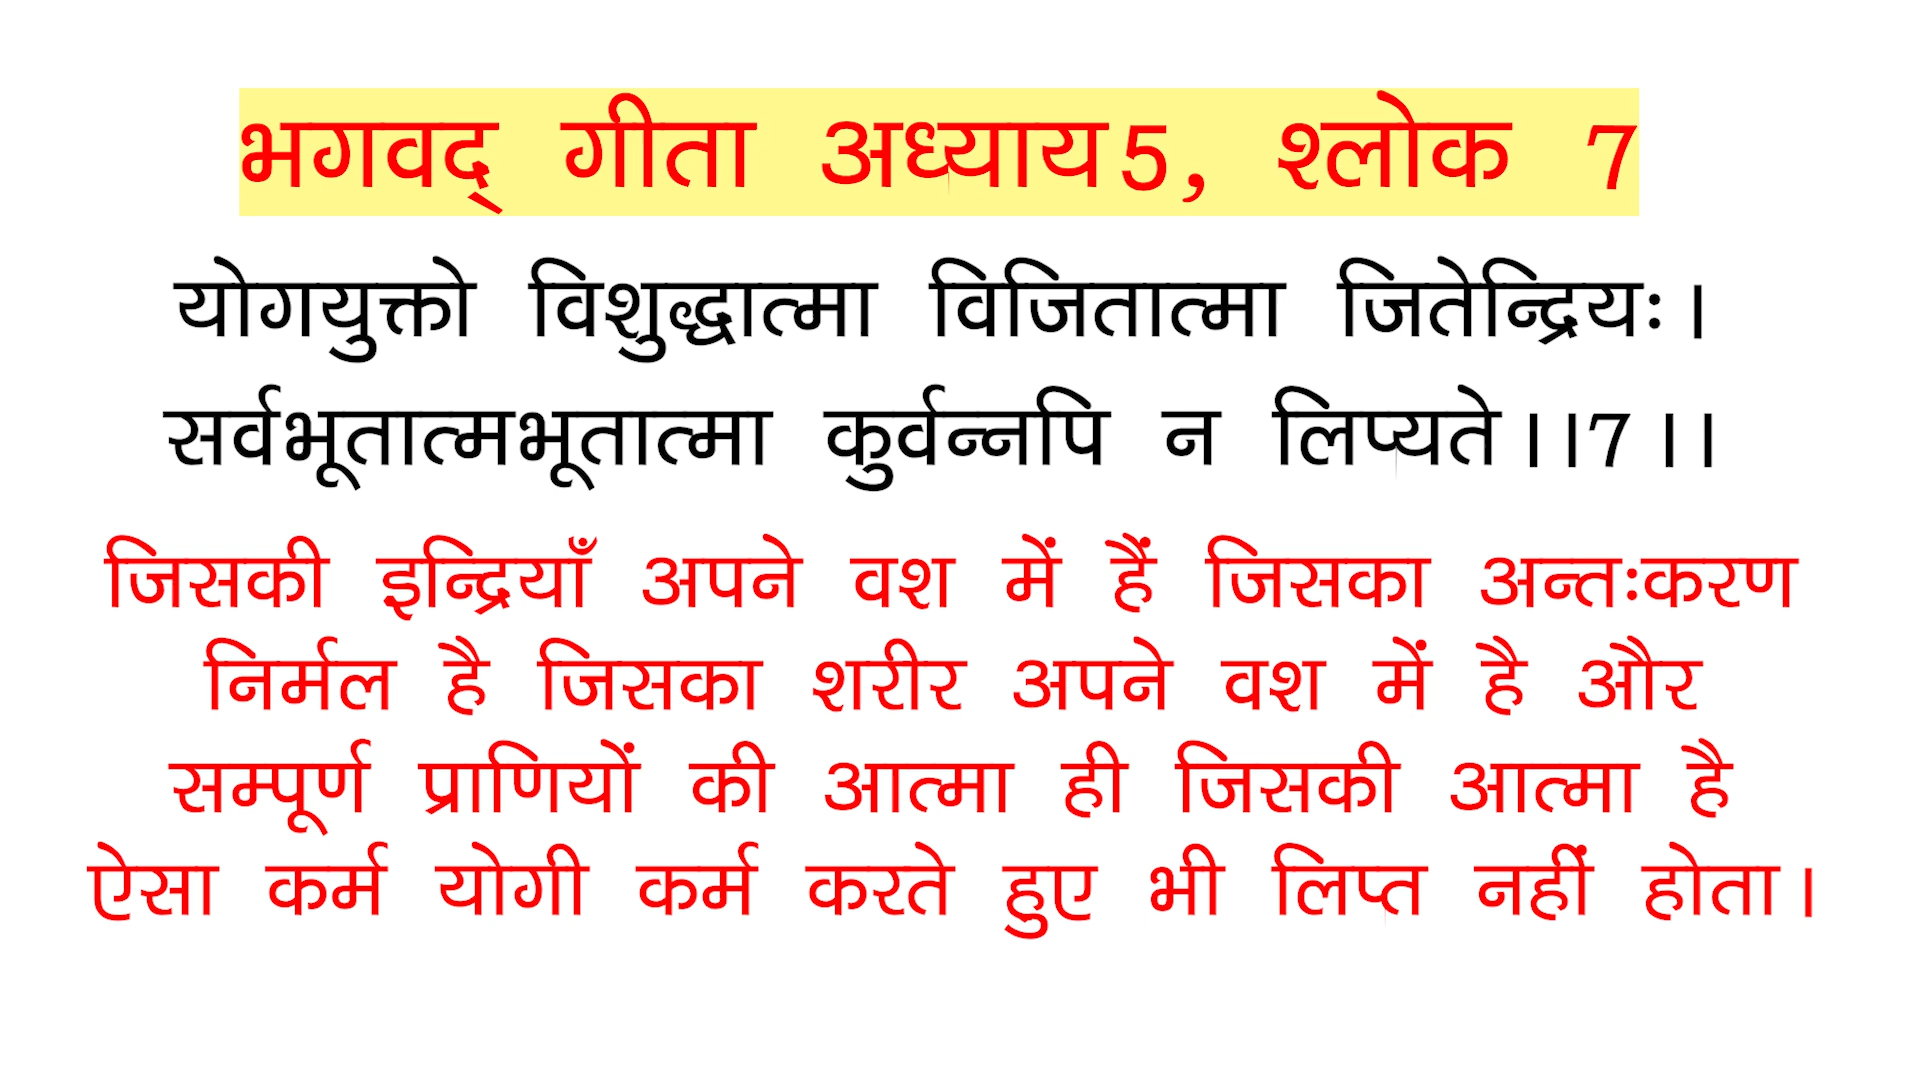 भगवद् गीता अध्याय5, श्लोक 7
योगयुक्तो विशुद्धात्मा विजितात्मा जितेन्द्रियः।
सर्वभूतात्मभूतात्मा कुर्वन्नपि न लिप्यते।।7।।
जिसकी इन्द्रियाँ अपने वश में हैं जिसका अन्तःकरण
निर्मल है जिसका शरीर अपने वश में है और
सम्पूर्ण प्राणियों की आत्मा ही जिसकी आत्मा है
ऐसा कर्म योगी कर्म करते हुए भी लिप्त नहीं होता।